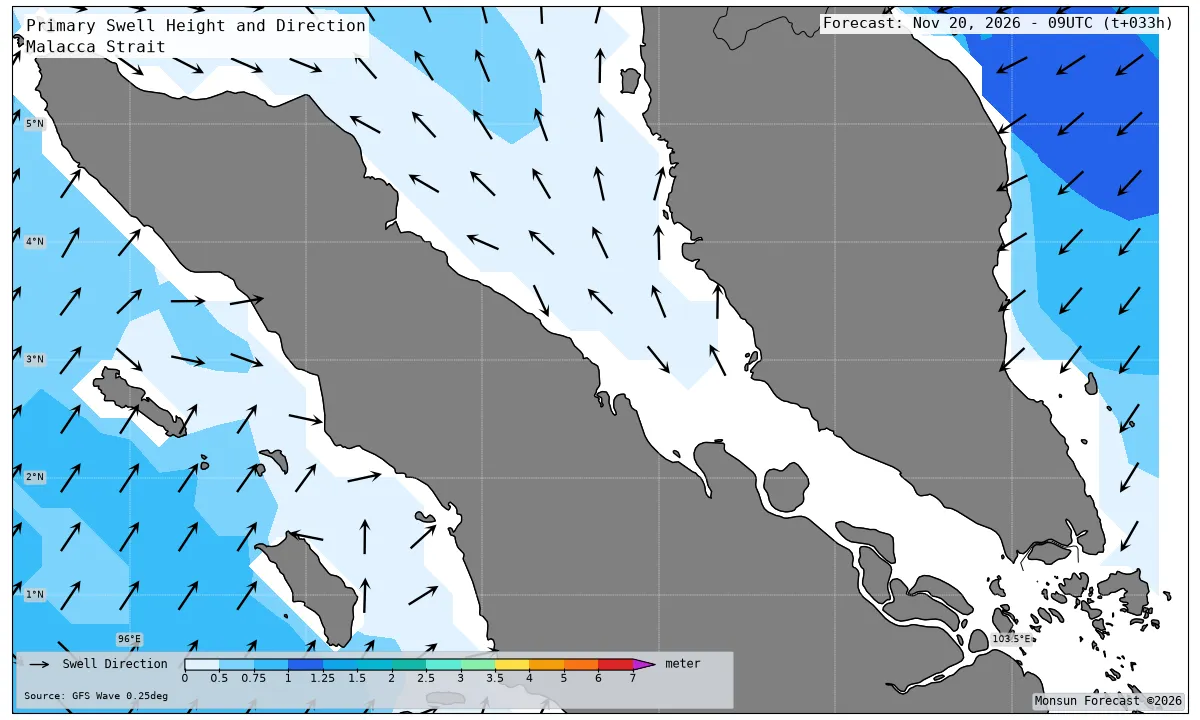 Primary Swell Height and Direction
Malacca Strait
Forecast: Nov 20, 2026 - 09UTC (t+033h)
5°N
4°N
3°N
2°N
1°N
96°E
103.5°E
Swell Direction
meter
0 0.5 0.75 1 1.25 1.5 2 2.5 3 3.5 4 5 6 7
Source: GFS Wave 0.25deg
Monsun Forecast ©2026